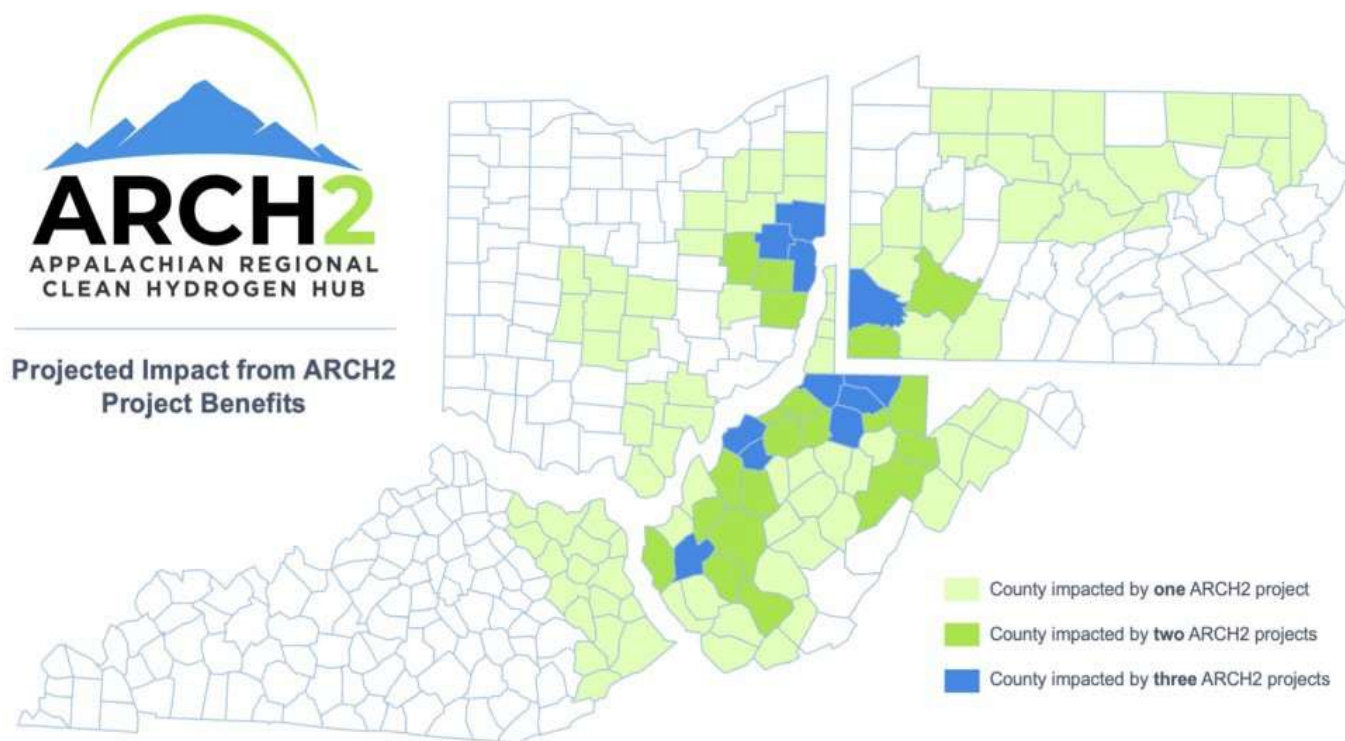 ARCH2
APPALACHIAN REGIONAL
CLEAN HYDROGEN HUB
Projected Impact from ARCH2
Project Benefits
County impacted by one ARCH2 project
County impacted by two ARCH2 projects
County impacted by three ARCH2 projects